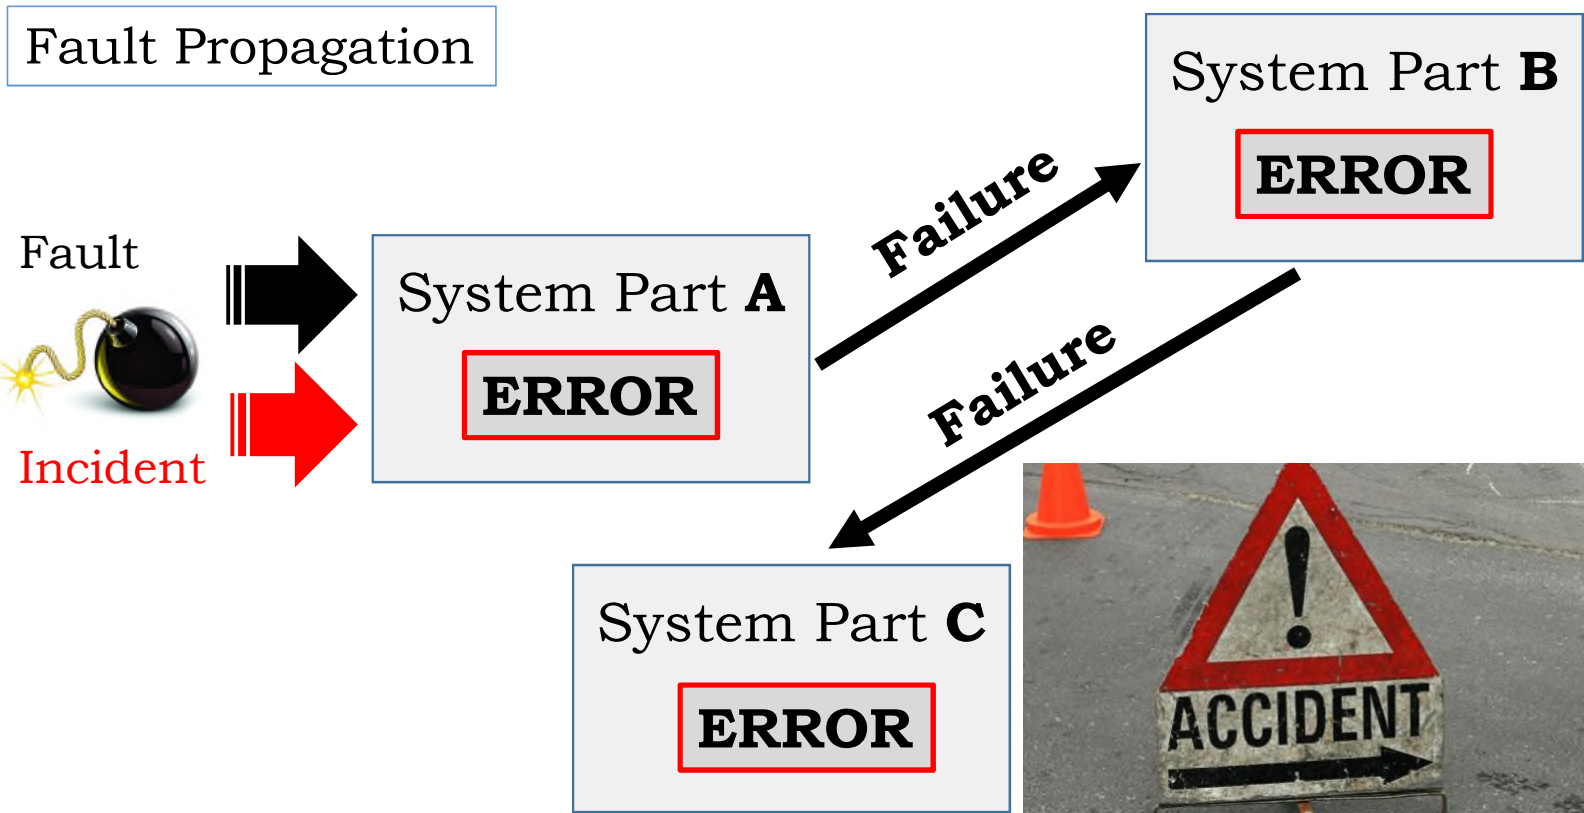 Fault Propagation
Fault
Incident
System Part A
ERROR
Failure
System Part B
ERROR
Failure
System Part C
ERROR
ACCIDENT